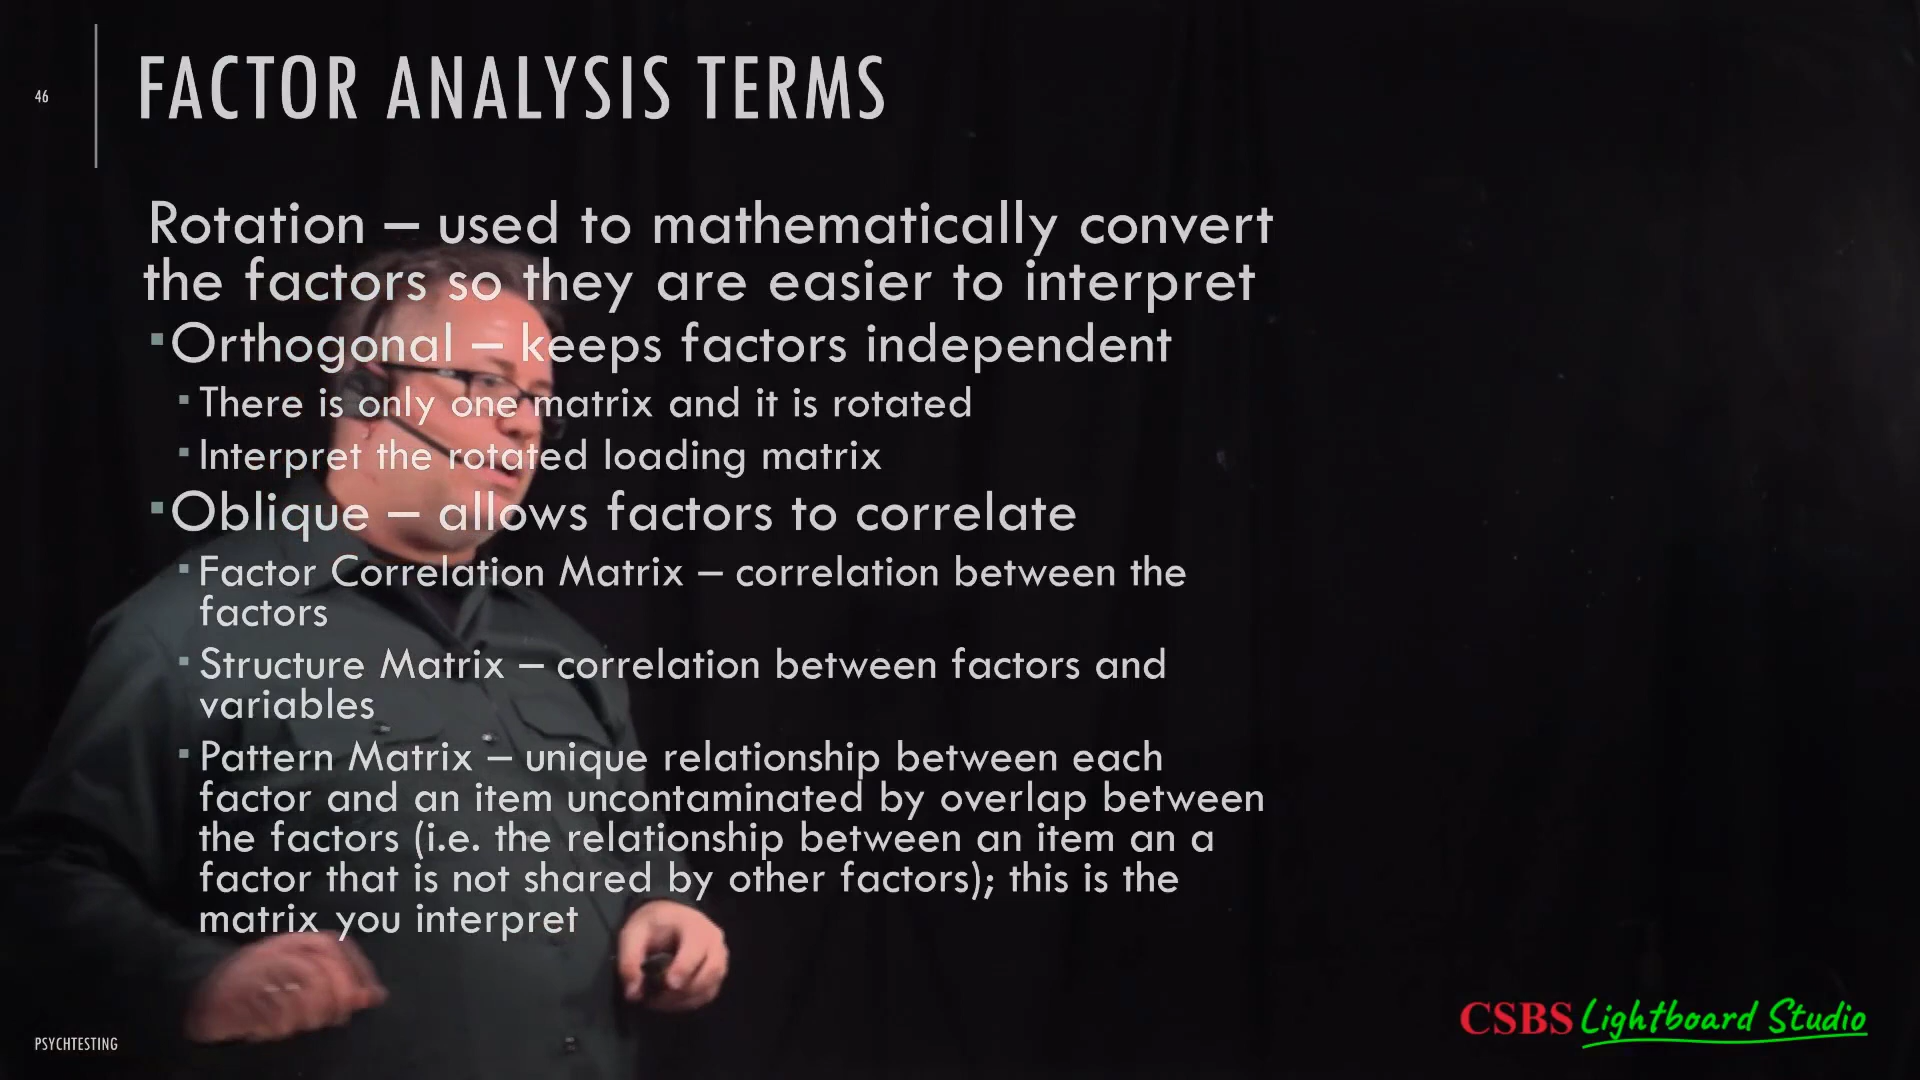 46
FACTOR ANALYSIS TERMS
Rotation – used to mathematically convert
the factors so they are easier to interpret
▪Orthogonal – keeps factors independent
▪There is only one matrix and it is rotated
▪Interpret the rotated loading matrix
▪Oblique – allows factors to correlate
▪Factor Correlation Matrix – correlation between the
factors
▪Structure Matrix – correlation between factors and
variables
▪Pattern Matrix – unique relationship between each
factor and an item uncontaminated by overlap between
the factors (i.e. the relationship between an item an a
factor that is not shared by other factors); this is the
matrix you interpret
PSYCHTESTING
CSBS Lightboard Studio